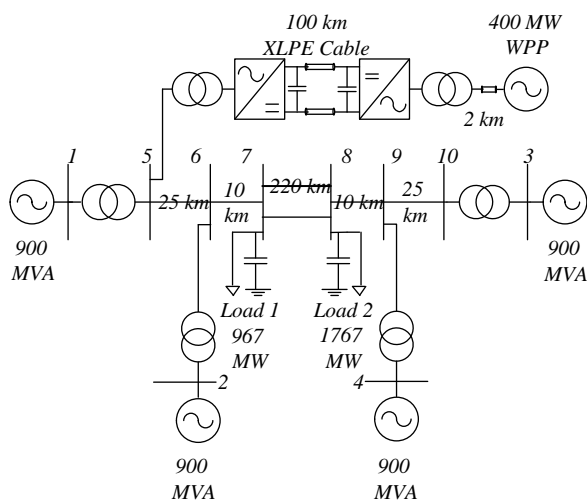 100 km
XLPE Cable
400 MW
WPP
2 km
1
5
6
7
8
9
10
3
25 km
10
km
220 km
10 km
25
km
900
MVA
900
MVA
Load 1
967
MW
Load 2
1767
MW
2
4
900
MVA
900
MVA